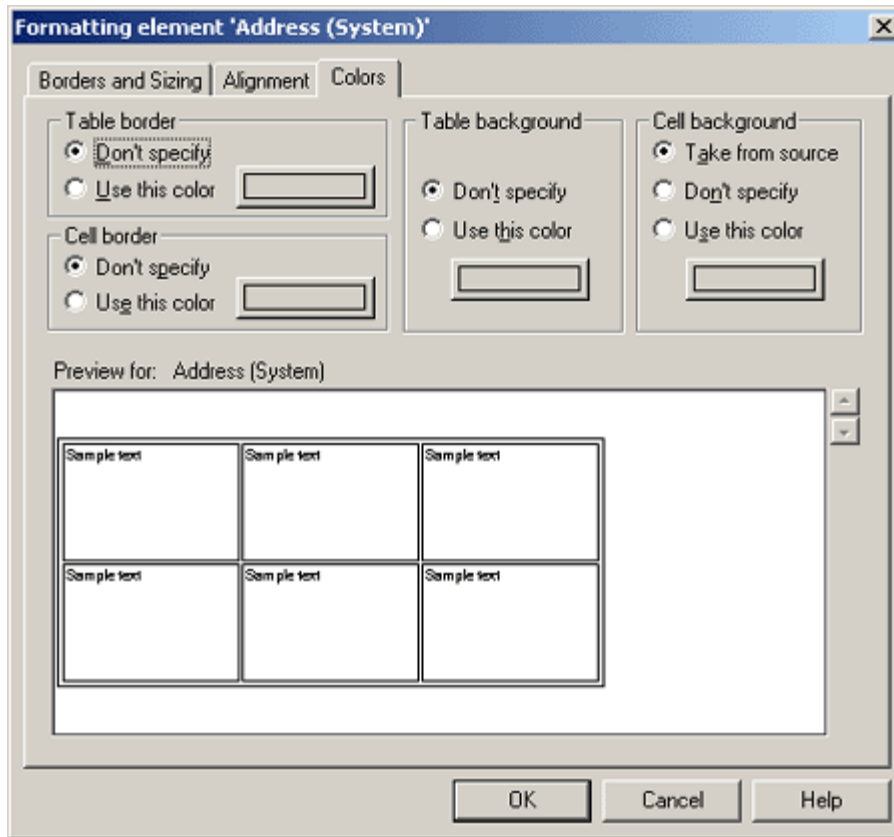 Formatting element 'Address (System)'
Borders and Sizing Alignment Colors
Table border
Don't specify
Use this color
Cell border
Don't specify
Use this color
Table background
Don't specify
Use this color
Cell background
Take from source
Don't specify
Use this color
Preview for: Address (System)
Sample text Sample text Sample text
Sample text Sample text Sample text
OK Cancel Help